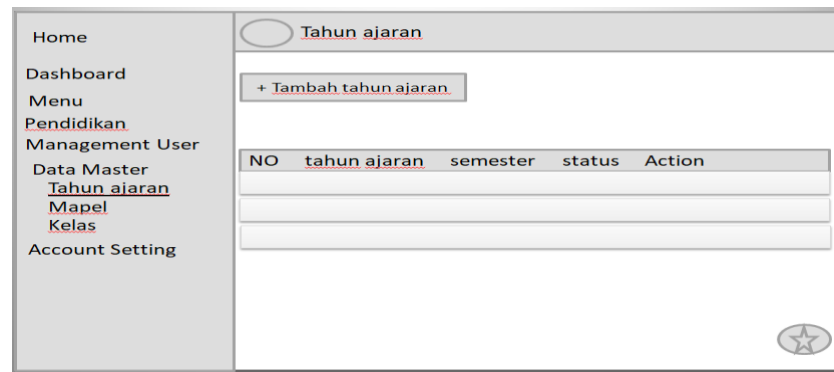 Home
Dashboard
Menu
Pendidikan
Management User
Data Master
Tahun ajaran
Mapel
Kelas
Account Setting
Tahun ajaran
+ Tambah tahun ajaran
NO tahun ajaran semester status Action